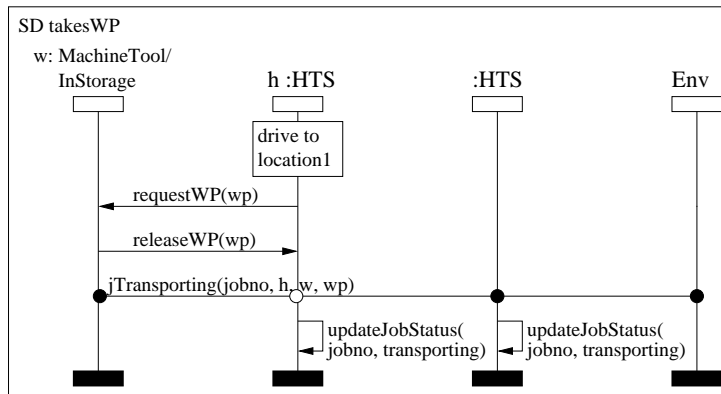 SD takesWP
w: MachineTool/
InStorage
h :HTS
:HTS
Env
drive to
location1
requestWP(wp)
releaseWP(wp)
jTransporting(jobno, h, w, wp)
updateJobStatus(
jobno, transporting)
updateJobStatus(
jobno, transporting)